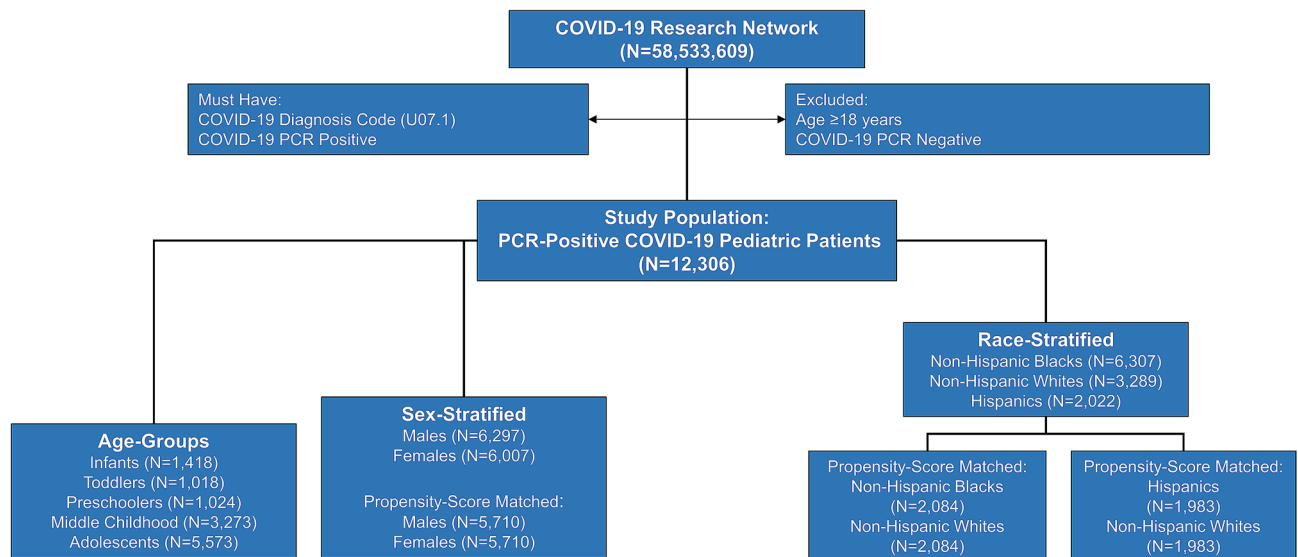 COVID-19 Research Network
(N=58,533,609)
Must Have:
COVID-19 Diagnosis Code (U07.1)
COVID-19 PCR Positive
Excluded:
Age ≥18 years
COVID-19 PCR Negative
Study Population:
PCR-Positive COVID-19 Pediatric Patients
(N=12,306)
Age-Groups
Infants (N=1,418)
Toddlers (N=1,018)
Preschoolers (N=1,024)
Middle Childhood (N=3,273)
Adolescents (N=5,573)
Sex-Stratified
Males (N=6,297)
Females (N=6,007)
Propensity-Score Matched:
Males (N=5,710)
Females (N=5,710)
Race-Stratified
Non-Hispanic Blacks (N=6,307)
Non-Hispanic Whites (N=3,289)
Hispanics (N=2,022)
Propensity-Score Matched:
Non-Hispanic Blacks
(N=2,084)
Non-Hispanic Whites
(N=2,084)
Propensity-Score Matched:
Hispanics
(N=1,983)
Non-Hispanic Whites
(N=1,983)